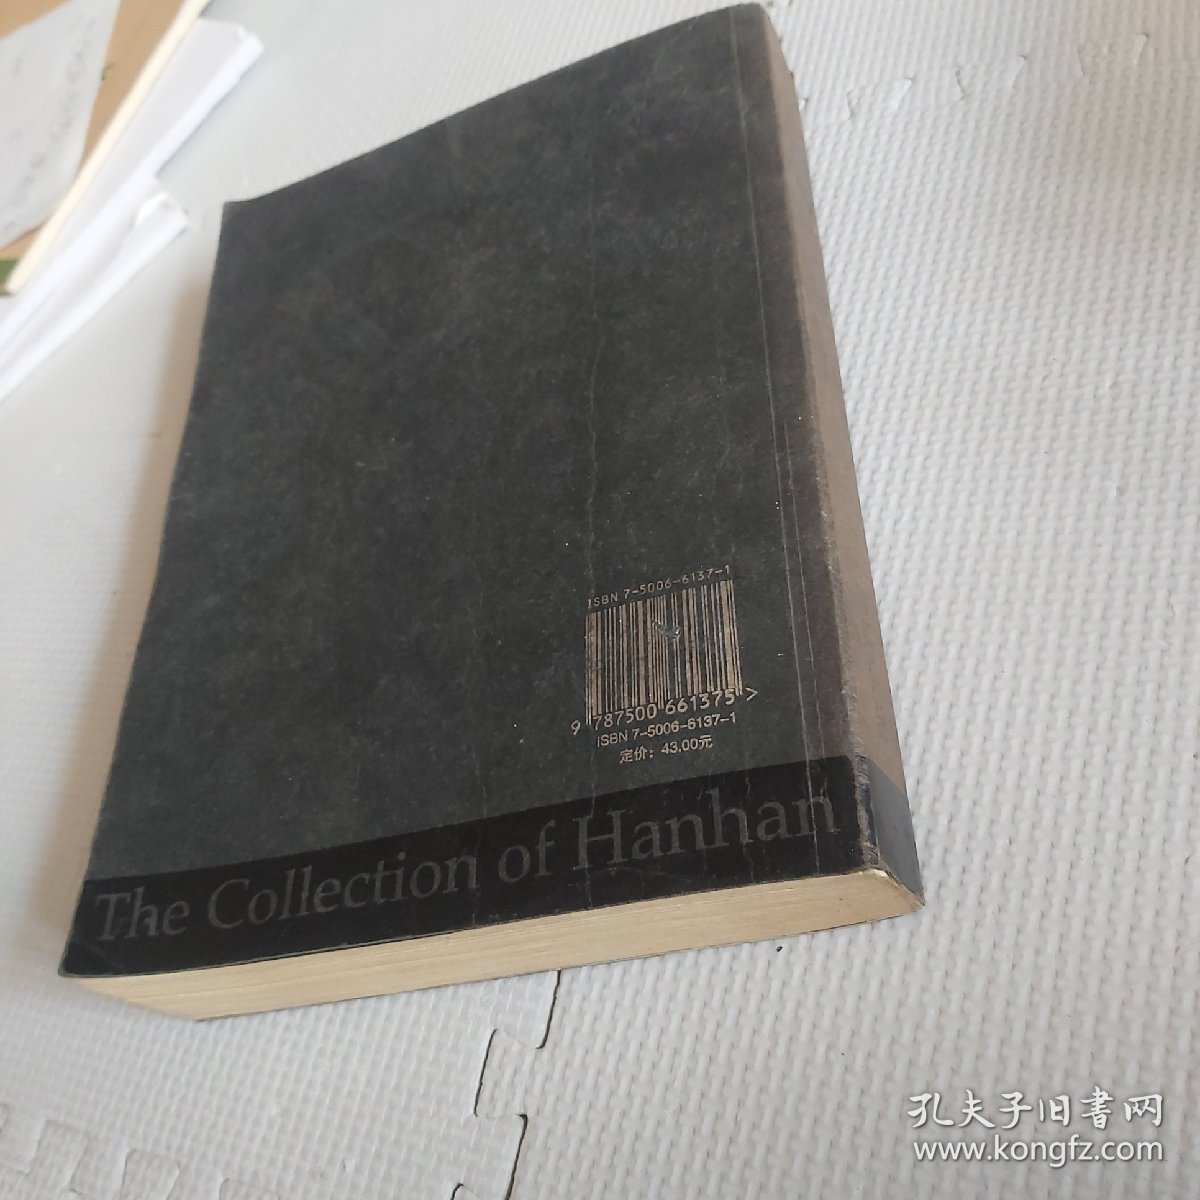 ISBN 7-5006-6137-1
9 787500 661375 >
ISBN 7-5006-6137-1
定价：43.00元
The Collection of Hanhan
孔夫子旧书网
www.kongfz.com